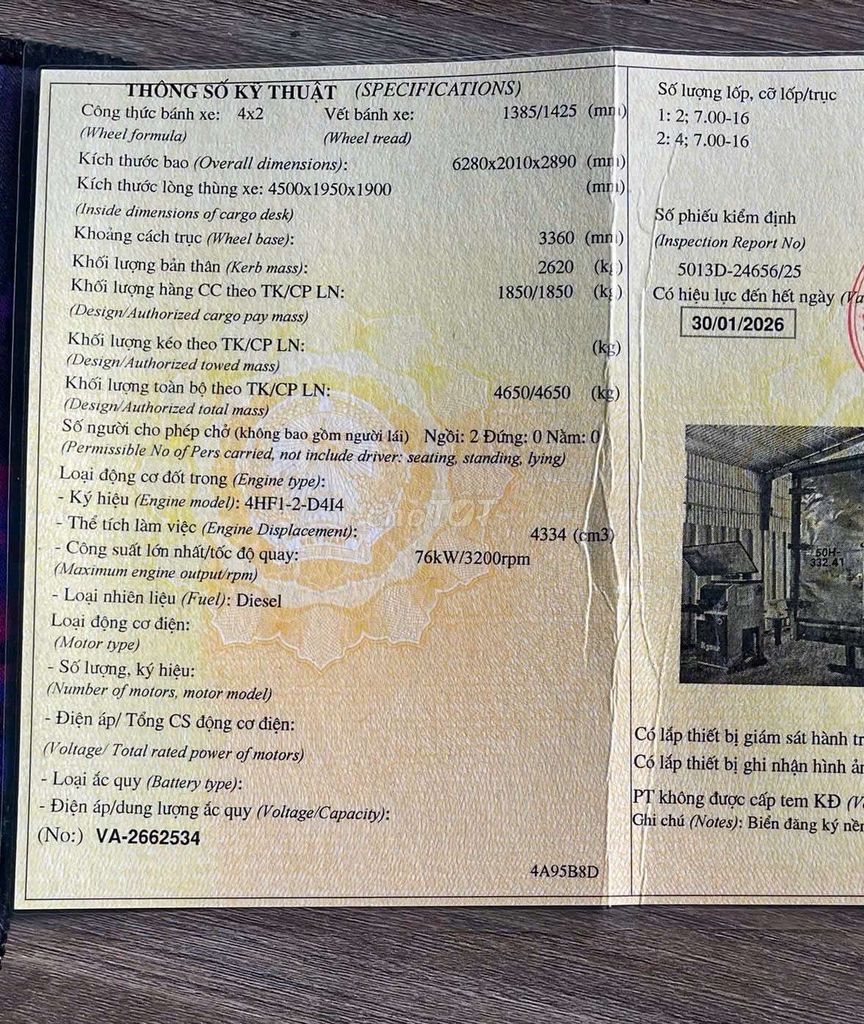 THÔNG SỐ KỸ THUẬT (SPECIFICATIONS)
Công thức bánh xe: 4x2 Vết bánh xe: 1385/1425 (mm)
(Wheel formula) (Wheel tread)
Kích thước bao (Overall dimensions): 6280x2010x2890 (mm)
Kích thước lòng thùng xe: 4500x1950x1900 (mm)
(Inside dimensions of cargo desk)
Khoảng cách trục (Wheel base): 3360 (mm)
Khối lượng bản thân (Kerb mass): 2620 (kg)
Khối lượng hàng CC theo TK/CP LN: 1850/1850 (kg)
(Design/Authorized cargo pay mass)
Khối lượng kéo theo TK/CP LN: (kg)
(Design/Authorized towed mass)
Khối lượng toàn bộ theo TK/CP LN: 4650/4650 (kg)
(Design/Authorized total mass)
Số người cho phép chở (không bao gồm người lái) Ngồi: 2 Đứng: 0 Nằm: 0
(Permissible No of Pers carried, not include driver: seating, standing, lying)
Loại động cơ đốt trong (Engine type):
- Ký hiệu (Engine model): 4HF1-2-D4I4
- Thể tích làm việc (Engine Displacement): 4334 (cm3)
- Công suất lớn nhất/tốc độ quay: 76kW/3200rpm
(Maximum engine output/rpm)
- Loại nhiên liệu (Fuel): Diesel
Loại động cơ điện:
(Motor type)
- Số lượng, ký hiệu:
(Number of motors, motor model)
- Điện áp/ Tổng CS động cơ điện:
(Voltage/ Total rated power of motors)
- Loại ắc quy (Battery type):
- Điện áp/dung lượng ắc quy (Voltage/Capacity):
(No:) VA-2662534
4A95B8D
Số lượng lốp, cỡ lốp/trục
1: 2; 7.00-16
2: 4; 7.00-16
Số phiếu kiểm định
(Inspection Report No)
5013D-24656/25
Có hiệu lực đến hết ngày
30/01/2026
50H-
332.41
Có lắp thiết bị giám sát hành
Có lắp thiết bị ghi nhận hình
PT không được cấp tem KĐ
Ghi chú (Notes): Biển đăng ký
choTOT